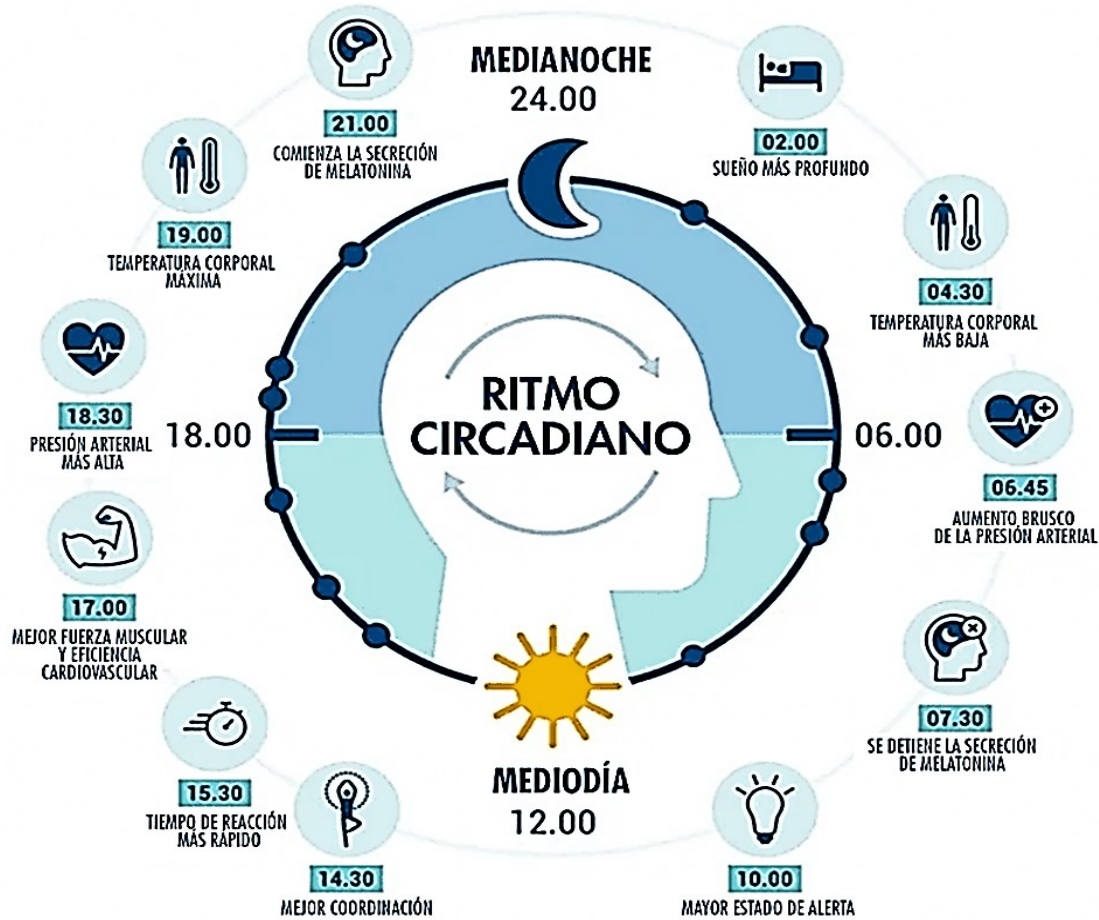 MEDIANOCHE
24.00
02.00
SUEÑO MÁS PROFUNDO
04.30
TEMPERATURA CORPORAL
MÁS BAJA
06.00
06.45
AUMENTO BRUSCO
DE LA PRESIÓN ARTERIAL
07.30
SE DETIENE LA SECRECIÓN
DE MELATONINA
10.00
MAYOR ESTADO DE ALERTA
MEDIODÍA
12.00
14.30
MEJOR COORDINACIÓN
15.30
TIEMPO DE REACCIÓN
MÁS RÁPIDO
17.00
MEJOR FUERZA MUSCULAR
Y EFICIENCIA
CARDIOVASCULAR
18.00
18.30
PRESIÓN ARTERIAL
MÁS ALTA
19.00
TEMPERATURA CORPORAL
MÁXIMA
21.00
COMIENZA LA SECRECIÓN
DE MELATONINA
RITMO
CIRCADIANO